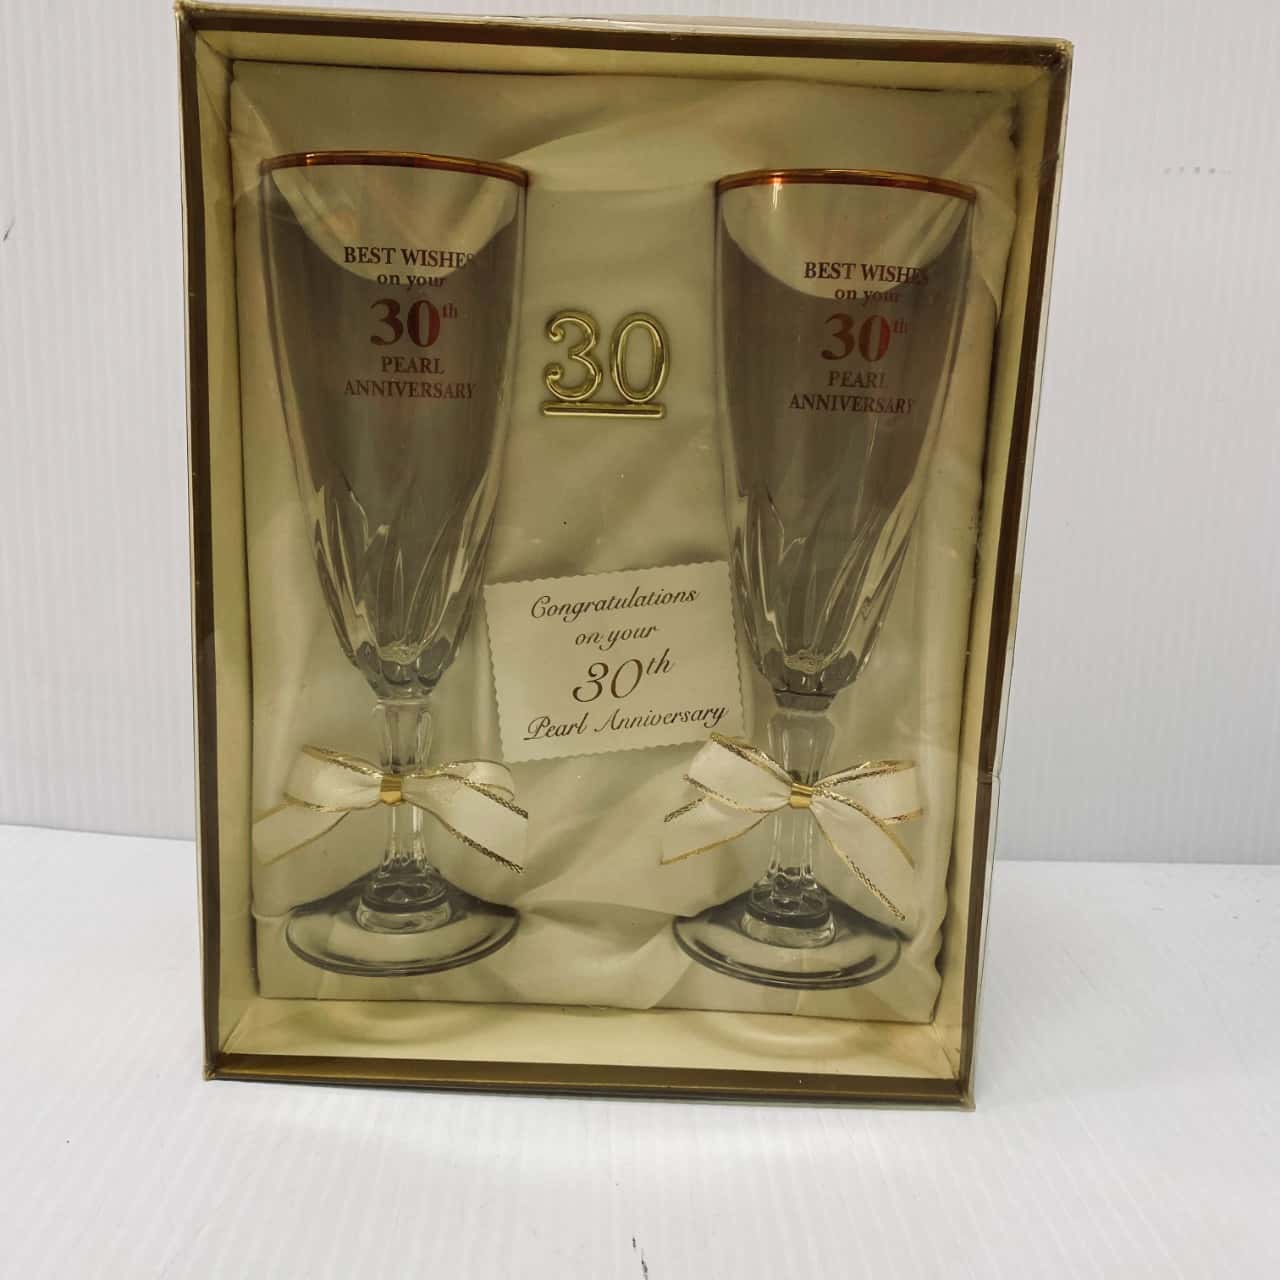 BEST WISHES
on your
30th
PEARL
ANNIVERSARY
30
BEST WISHES
on your
30th
PEARL
ANNIVERSARY
Congratulations
on your
30th
Pearl Anniversary